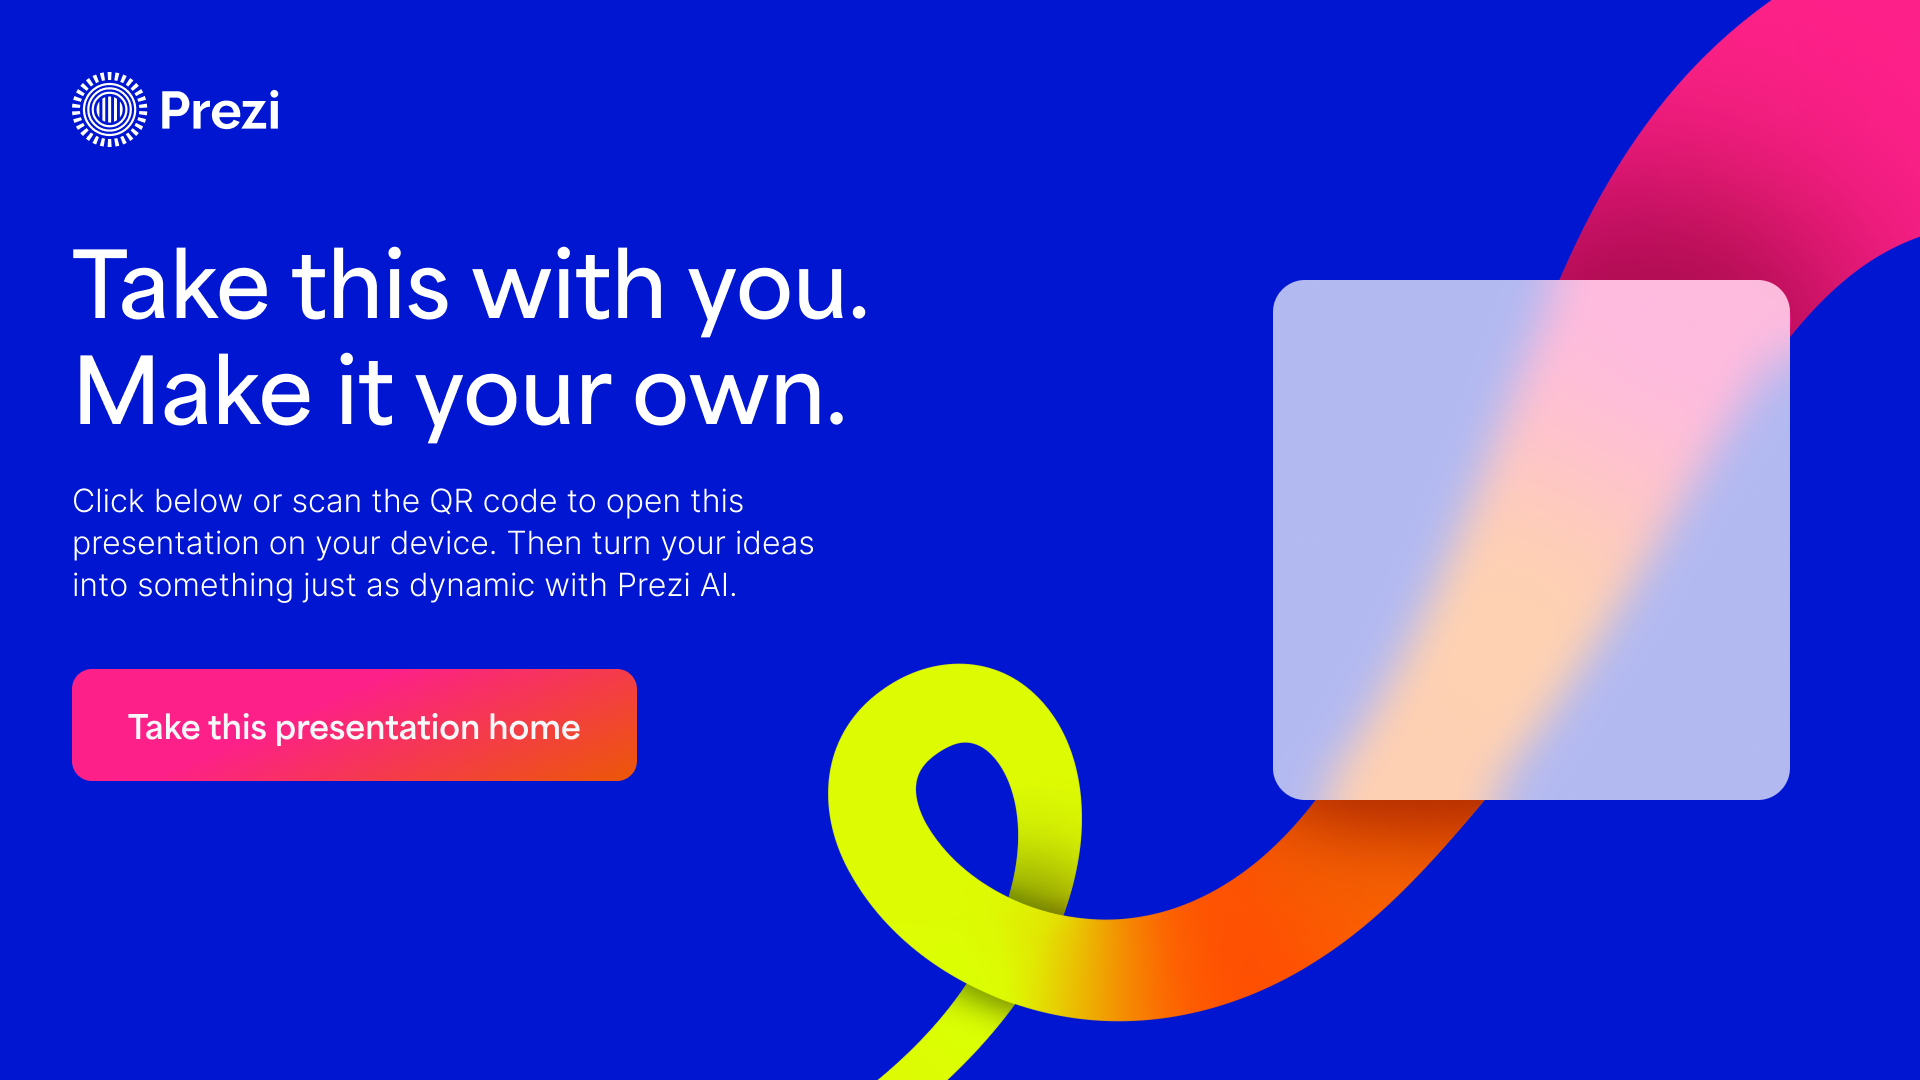 Prezi
Take this with you.
Make it your own.
Click below or scan the QR code to open this
presentation on your device. Then turn your ideas
into something just as dynamic with Prezi AI.
Take this presentation home